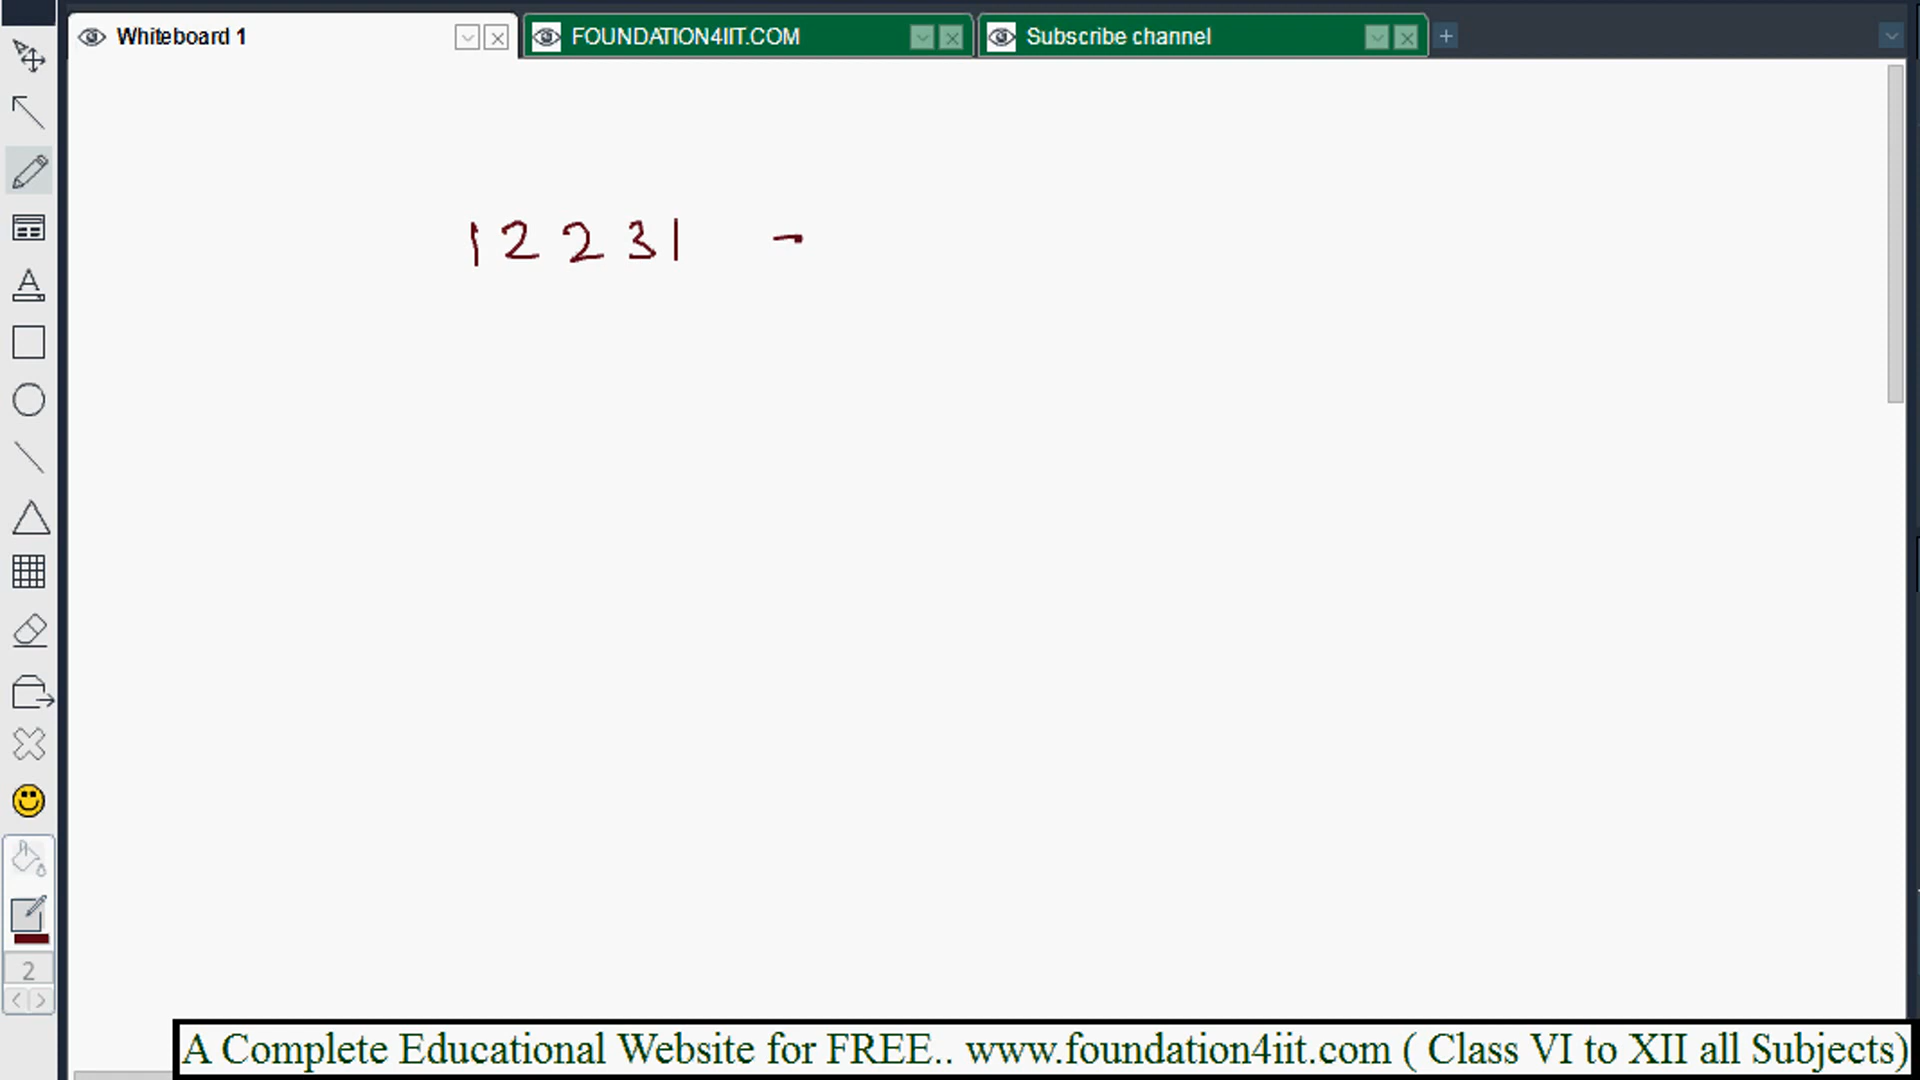 Whiteboard 1 FOUNDATION4IIT.COM Subscribe channel
12231 -
2
A Complete Educational Website for FREE.. www.foundation4iit.com ( Class VI to XII all Subjects)